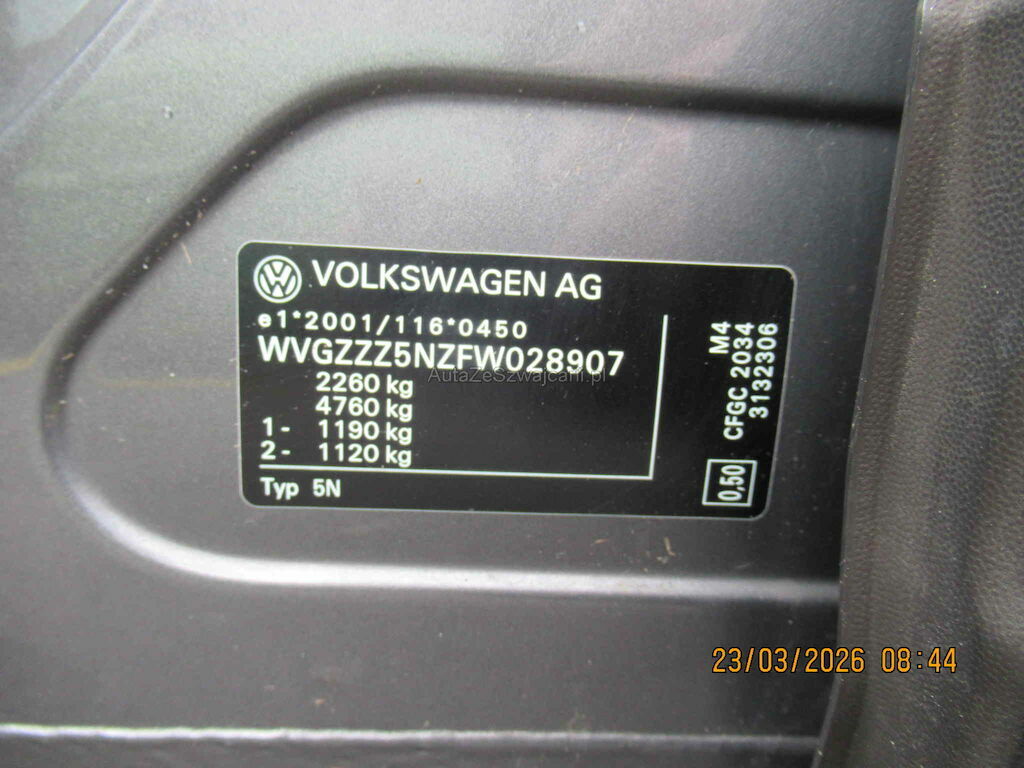 VOLKSWAGEN AG
e1*2001/116*0450
WVGZZZ5NZFW028907
AutaZeSzwajcarii.pl
2260 kg
4760 kg
1- 1190 kg
2- 1120 kg
Typ 5N
M4
CFGC 2034
3132306
0,50
23/03/2026 08:44